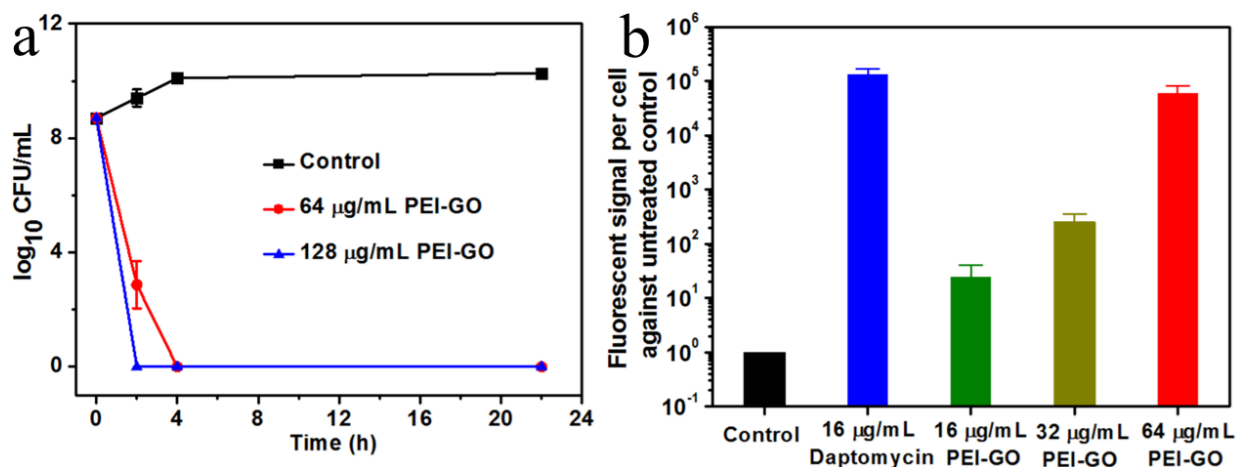 a
log10 CFU/mL
8
4
0
Control
64 μg/mL PEI-GO
128 μg/mL PEI-GO
0 4 8 12 16 20 24
Time (h)
b
Fluorescent signal per cell
against untreated control
10^6
10^5
10^4
10^3
10^2
10^1
10^0
10^-1
Control
16 μg/mL
Daptomycin
16 μg/mL
PEI-GO
32 μg/mL
PEI-GO
64 μg/mL
PEI-GO